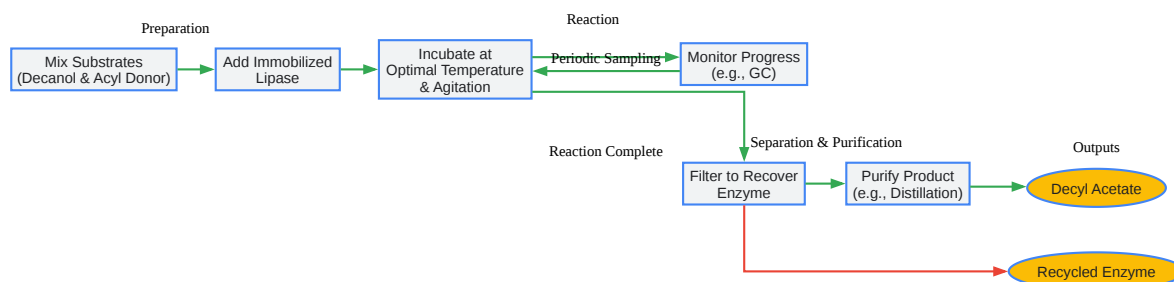 Preparation
Reaction
Mix Substrates
(Decanol & Acyl Donor)
Add Immobilized
Lipase
Incubate at
Optimal Temperature
& Agitation
Periodic Sampling
Monitor Progress
(e.g., GC)
Reaction Complete
Separation & Purification
Outputs
Filter to Recover
Enzyme
Purify Product
(e.g., Distillation)
Decyl Acetate
Recycled Enzyme